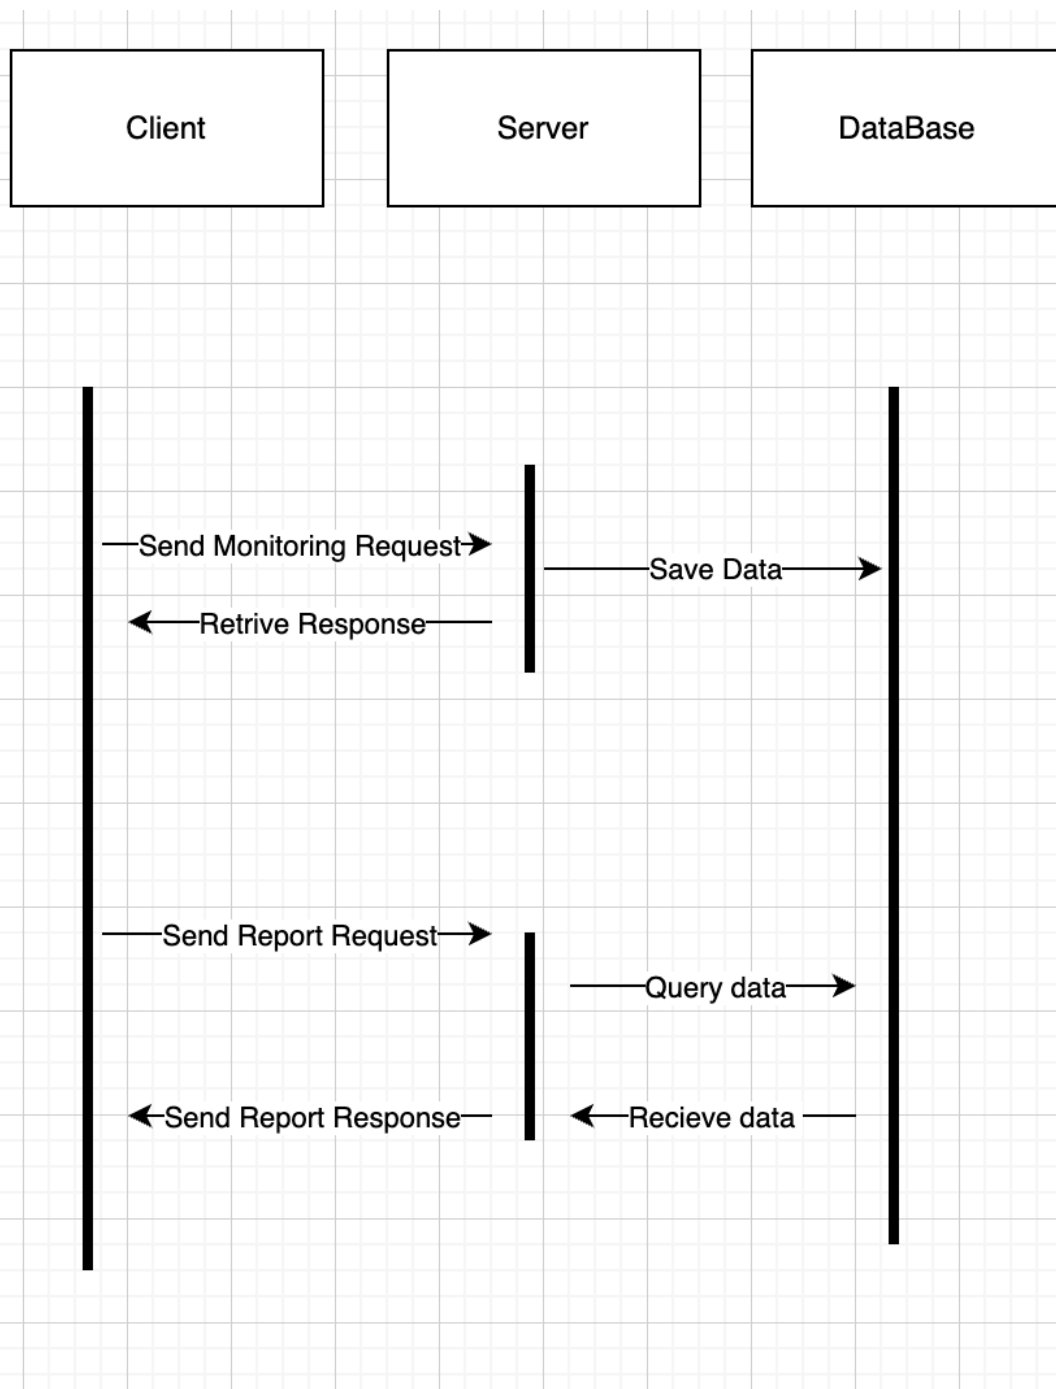 Client
Server
DataBase
Send Monitoring Request
Save Data
Retrive Response
Send Report Request
Query data
Send Report Response
Recieve data